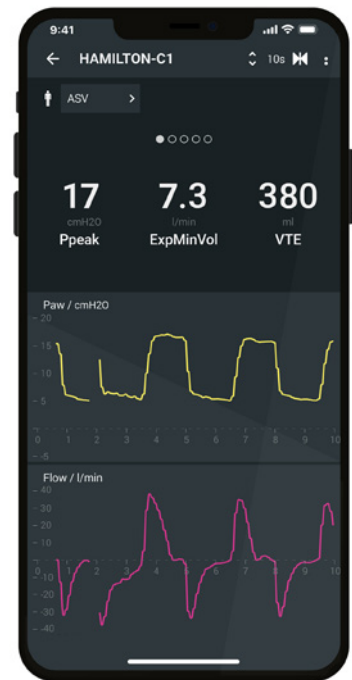 9:41
HAMILTON-C1 10s
ASV
17 7.3 380
cmH2O l/min ml
Ppeak ExpMinVol VTE
Paw / cmH2O
20
15
10
5
0 1 2 3 4 5 6 7 8 9 10
-5
Flow / l/min
40
30
20
10
0 1 2 3 4 5 6 7 8 9 10
-10
-20
-30
-40